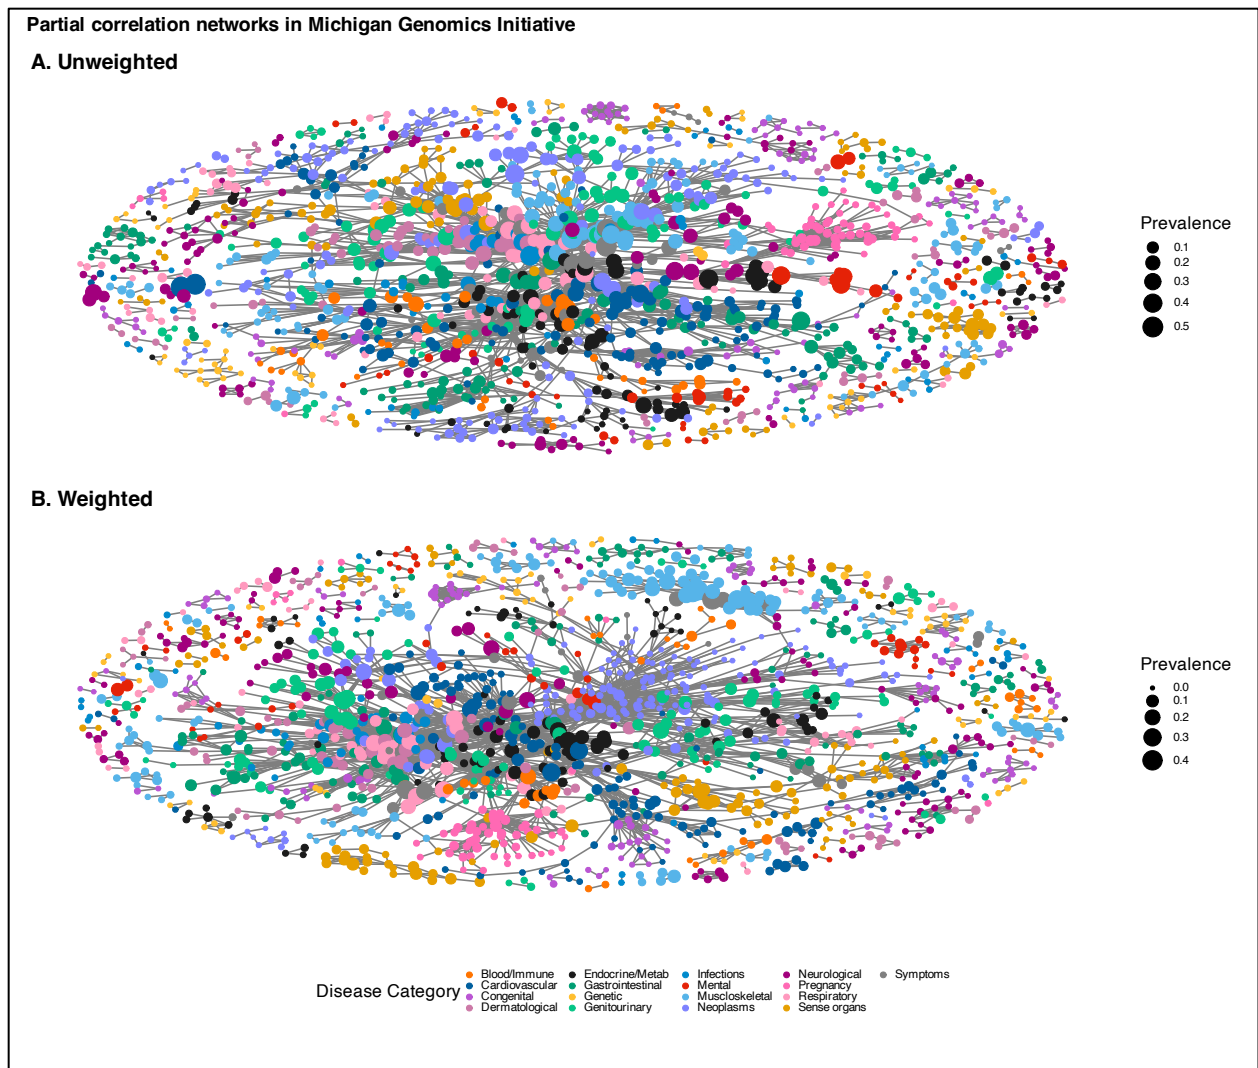 Partial correlation networks in Michigan Genomics Initiative
A. Unweighted
Prevalence
0.1
0.2
0.3
0.4
0.5
B. Weighted
Prevalence
0.0
0.1
0.2
0.3
0.4
Disease Category
Blood/Immune Endocrine/Metab Infections Neurological Symptoms
Cardiovascular Gastrointestinal Mental Pregnancy
Congenital Genetic Muscloskeletal Respiratory
Dermatological Genitourinary Neoplasms Sense organs